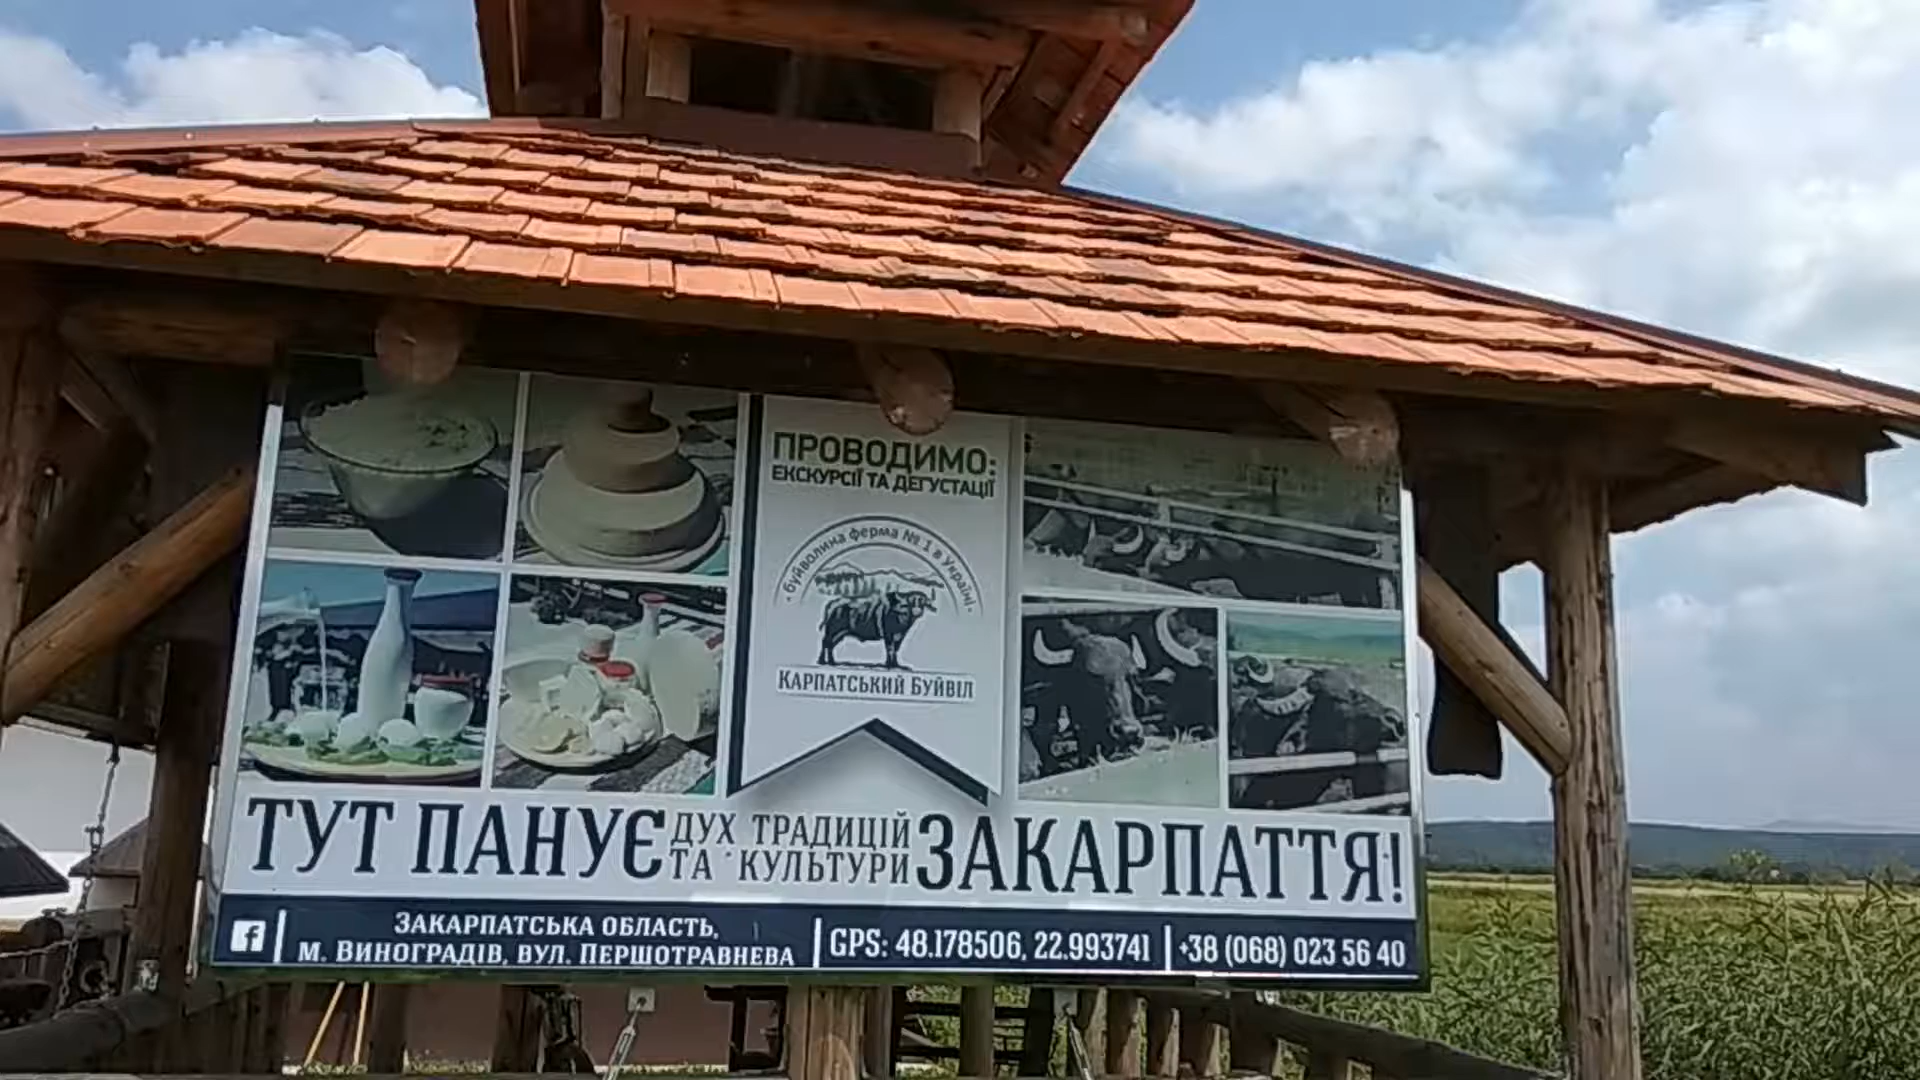 ПРОВОДИМО:
ЕКСКУРСІЇ ТА ДЕГУСТАЦІЇ
· буйволина ферма № 1 в Україні ·
КАРПАТСЬКИЙ БУЙВІЛ
ТУТ ПАНУЄ ДУХ ТРАДИЦІЙ ТА КУЛЬТУРИ ЗАКАРПАТТЯ!
f
ЗАКАРПАТСЬКА ОБЛАСТЬ,
м. ВИНОГРАДІВ, ВУЛ. ПЕРШОТРАВНЕВА
GPS: 48.178506, 22.993741
+38 (068) 023 56 40